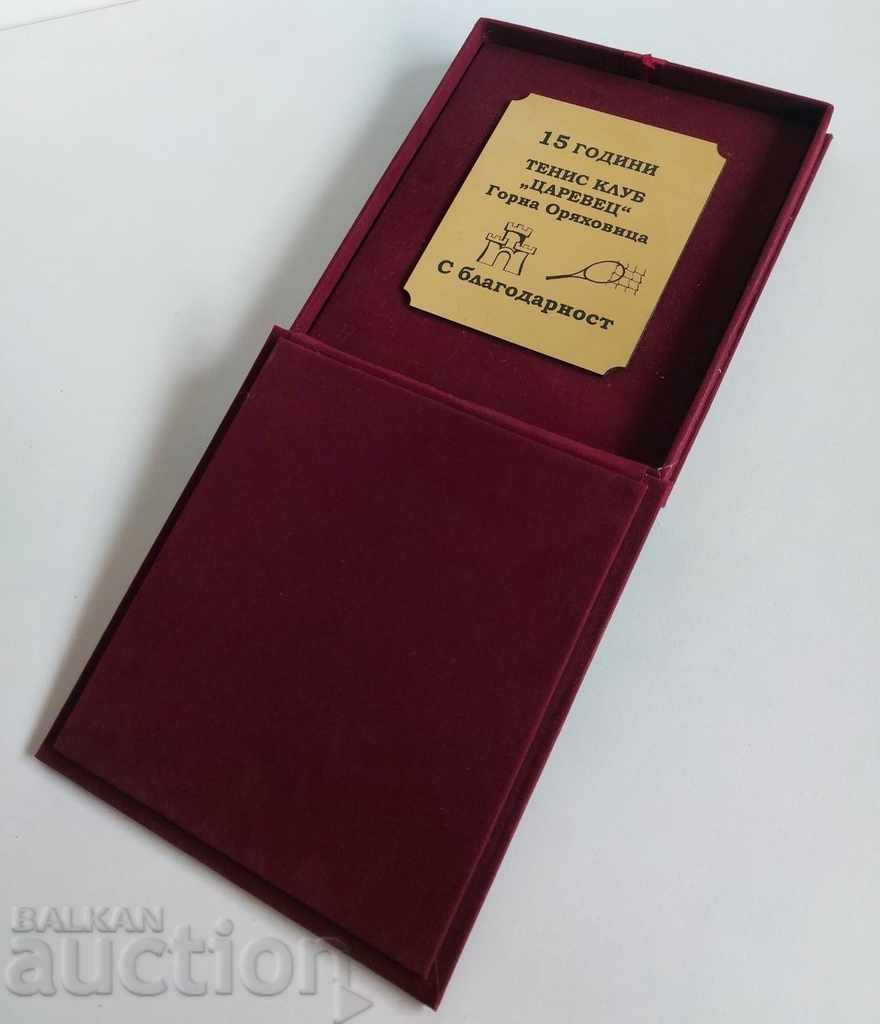 15 ГОДИНИ
ТЕНИС КЛУБ
„ЦАРЕВЕЦ“
Горна Оряховица
С благодарност
BALKAN
auction